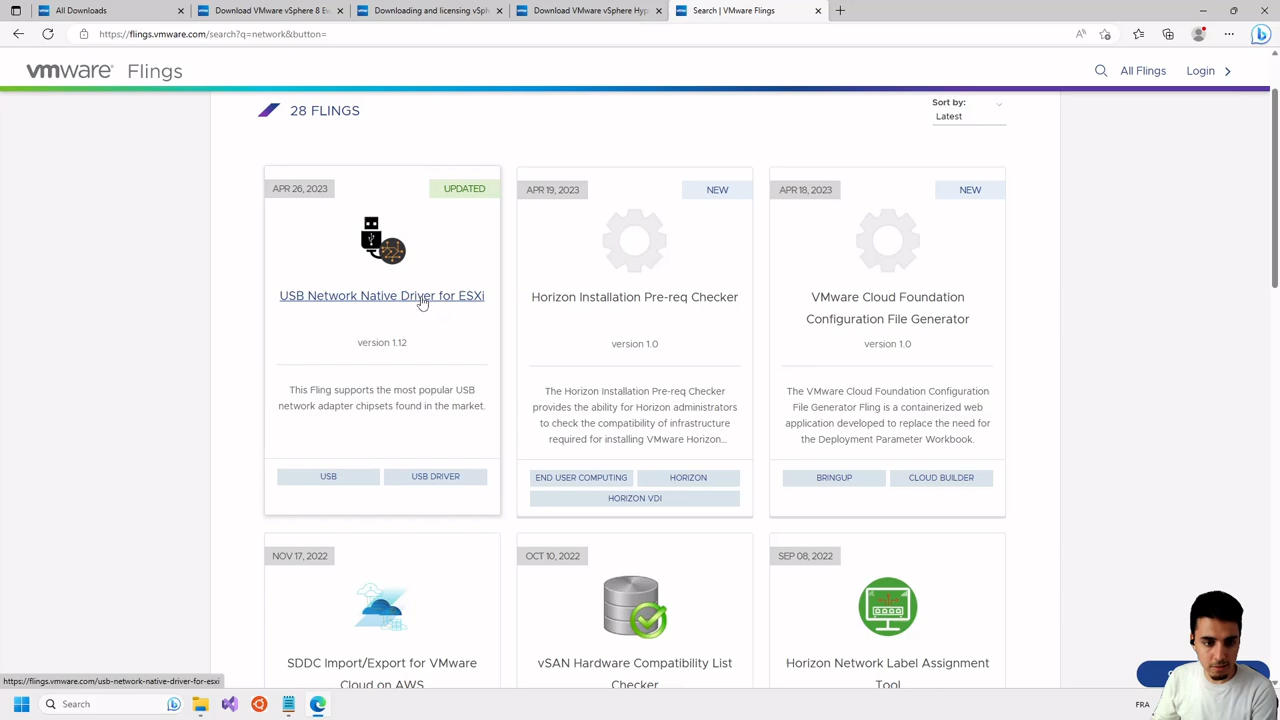 All Downloads
Download VMware vSphere 8 Ev
Downloading and licensing vSph
Download VMware vSphere Hyp
Search | VMware Flings
https://flings.vmware.com/search?q=network&button=
vmware® Flings
All Flings
Login
28 FLINGS
Sort by:
Latest
APR 26, 2023
UPDATED
USB Network Native Driver for ESXi
version 1.12
This Fling supports the most popular USB
network adapter chipsets found in the market.
USB
USB DRIVER
APR 19, 2023
NEW
Horizon Installation Pre-req Checker
version 1.0
The Horizon Installation Pre-req Checker
provides the ability for Horizon administrators
to check the compatibility of infrastructure
required for installing VMware Horizon...
END USER COMPUTING
HORIZON
HORIZON VDI
APR 18, 2023
NEW
VMware Cloud Foundation
Configuration File Generator
version 1.0
The VMware Cloud Foundation Configuration
File Generator Fling is a containerized web
application developed to replace the need for
the Deployment Parameter Workbook.
BRINGUP
CLOUD BUILDER
NOV 17, 2022
SDDC Import/Export for VMware
Cloud on AWS
OCT 10, 2022
vSAN Hardware Compatibility List
Checker
SEP 08, 2022
Horizon Network Label Assignment
Tool
https://flings.vmware.com/usb-network-native-driver-for-esxi
Search
FRA